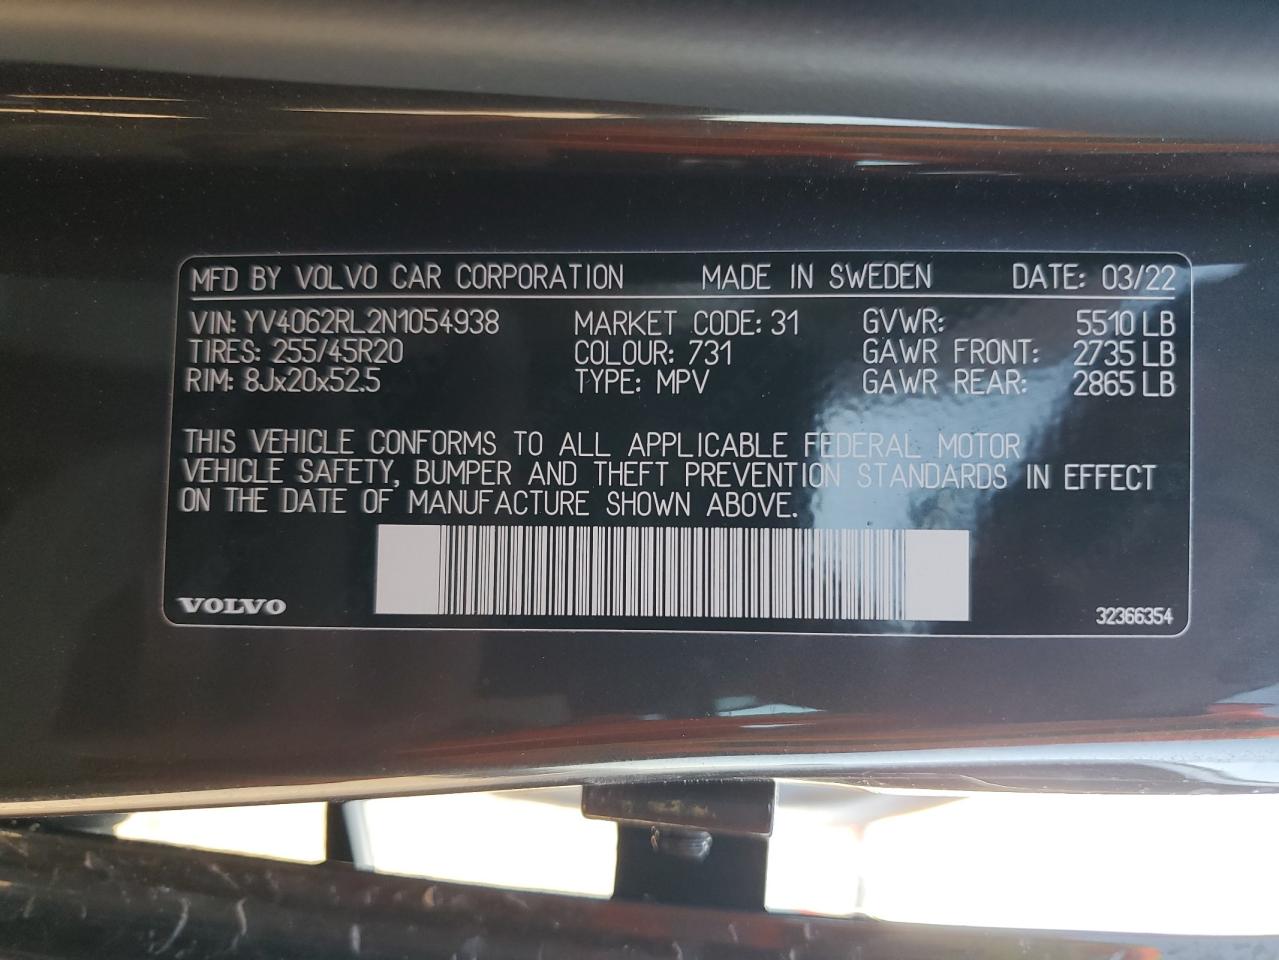 MFD BY VOLVO CAR CORPORATION MADE IN SWEDEN DATE: 03/22
VIN: YV4062RL2N1054938 MARKET CODE: 31 GVWR: 5510 LB
TIRES: 255/45R20 COLOUR: 731 GAWR FRONT: 2735 LB
RIM: 8Jx20x52.5 TYPE: MPV GAWR REAR: 2865 LB
THIS VEHICLE CONFORMS TO ALL APPLICABLE FEDERAL MOTOR
VEHICLE SAFETY, BUMPER AND THEFT PREVENTION STANDARDS IN EFFECT
ON THE DATE OF MANUFACTURE SHOWN ABOVE.
VOLVO 32366354